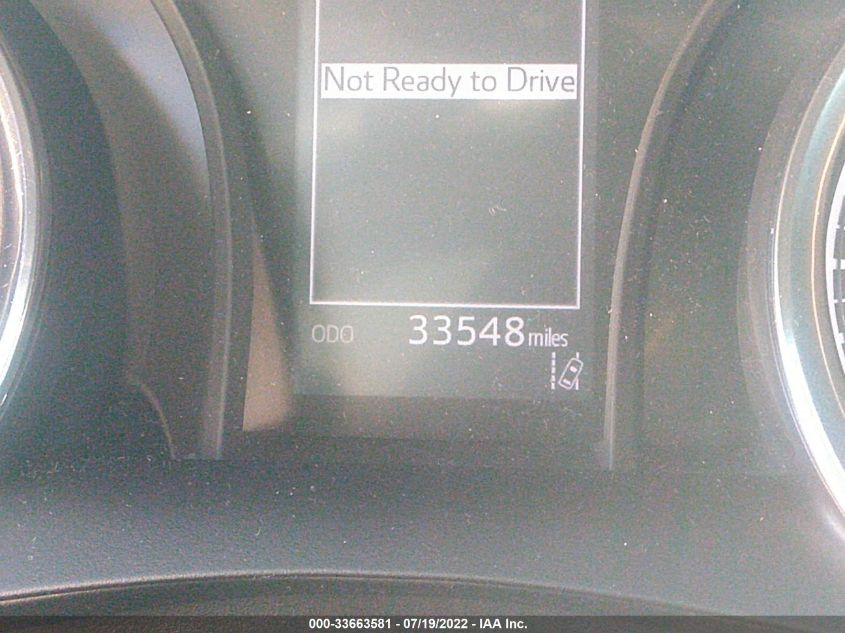 Not Ready to Drive
ODO 33548 miles
000-33663581 - 07/19/2022 - IAA Inc.